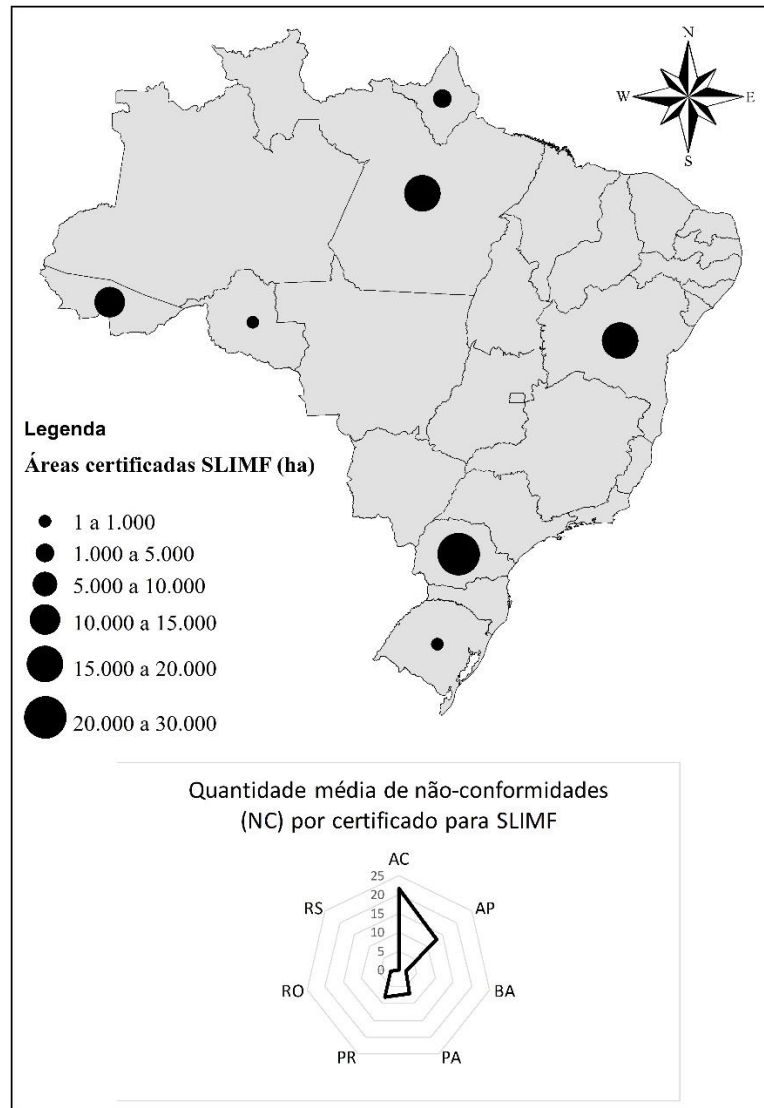 N
W E
S
Legenda
Áreas certificadas SLIMF (ha)
1 a 1.000
1.000 a 5.000
5.000 a 10.000
10.000 a 15.000
15.000 a 20.000
20.000 a 30.000
Quantidade média de não-conformidades
(NC) por certificado para SLIMF
AC
25
20
15
10
5
0
RS
AP
RO
BA
PR
PA